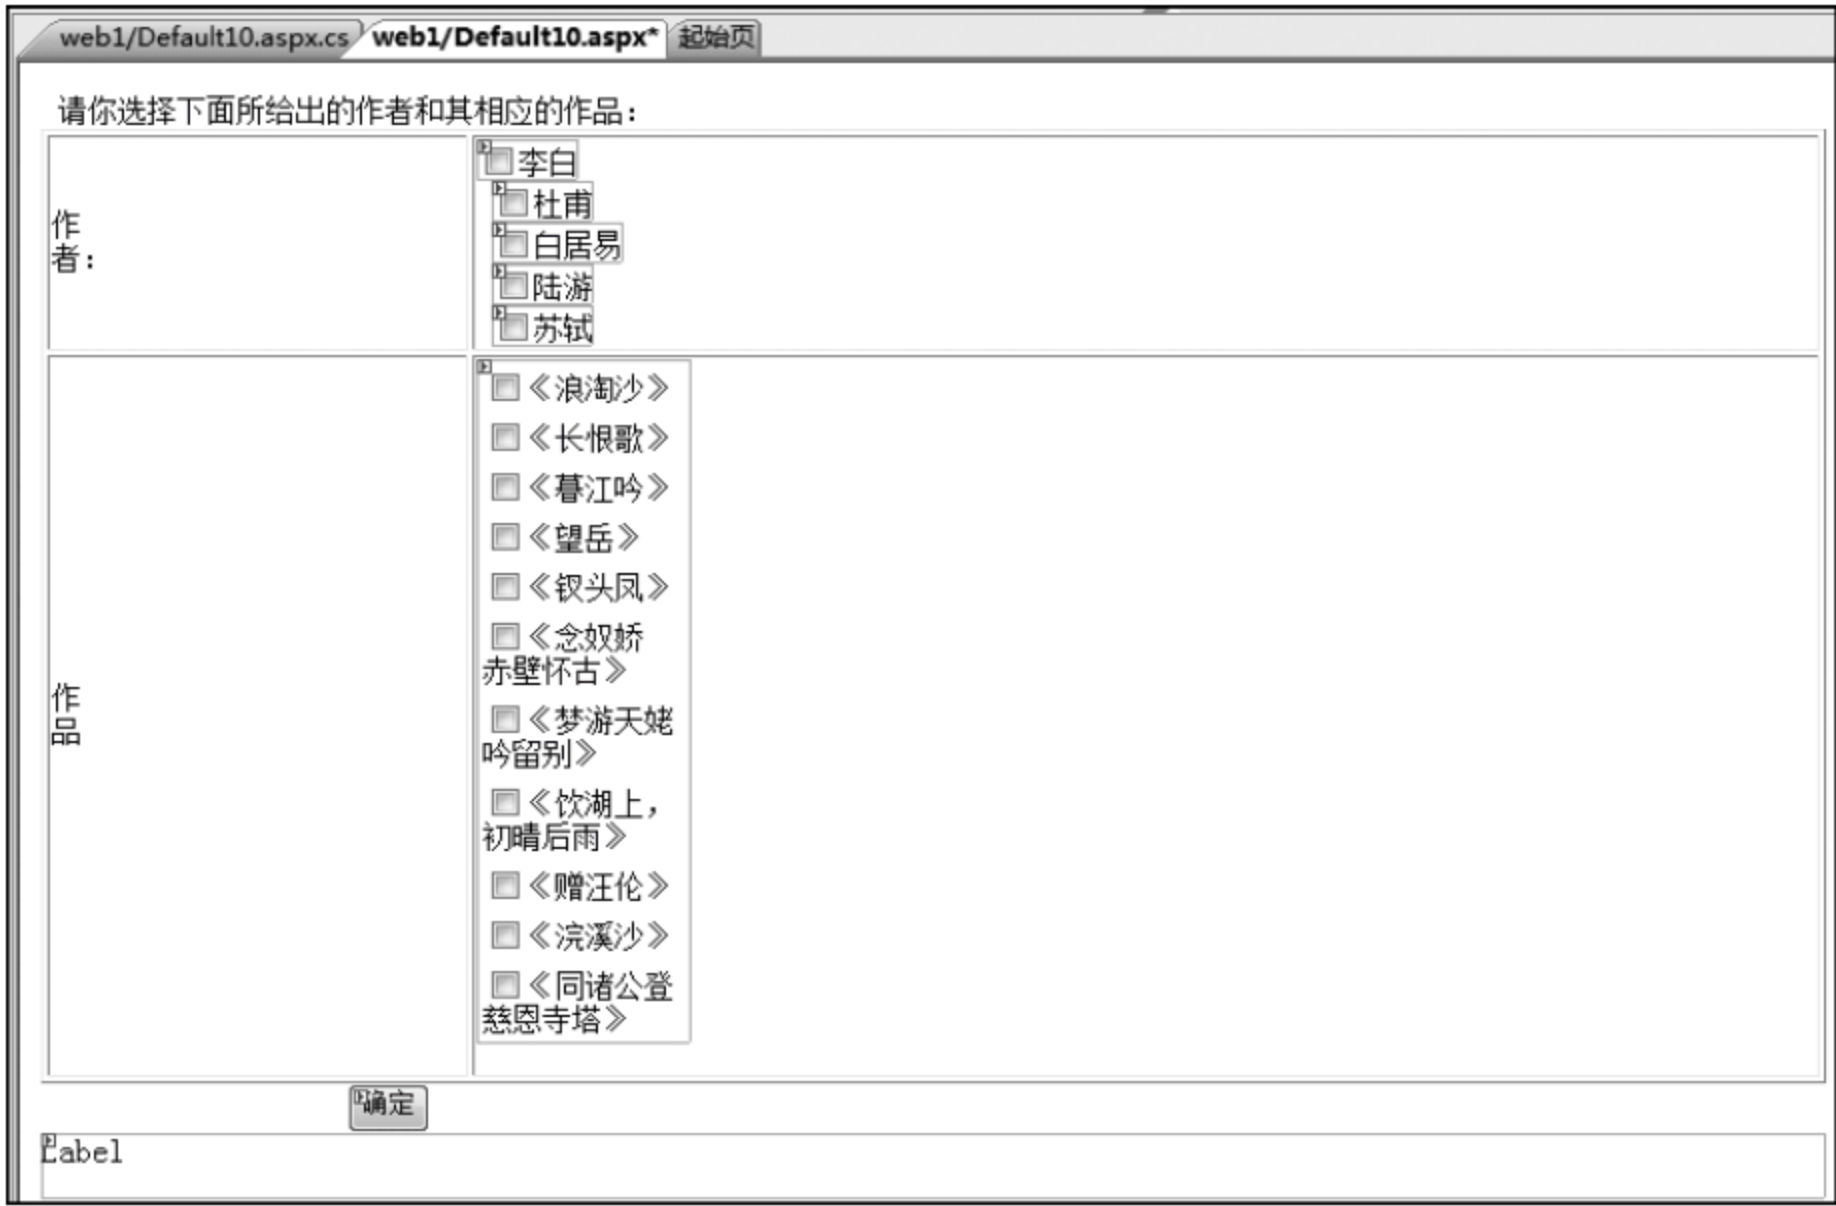 web1/Default10.aspx.cs web1/Default10.aspx* 起始页
请你选择下面所给出的作者和其相应的作品：
作
者：
李白
杜甫
白居易
陆游
苏轼
作
品
《浪淘沙》
《长恨歌》
《暮江吟》
《望岳》
《钗头凤》
《念奴娇
赤壁怀古》
《梦游天姥
吟留别》
《饮湖上，
初晴后雨》
《赠汪伦》
《浣溪沙》
《同诸公登
慈恩寺塔》
确定
Label